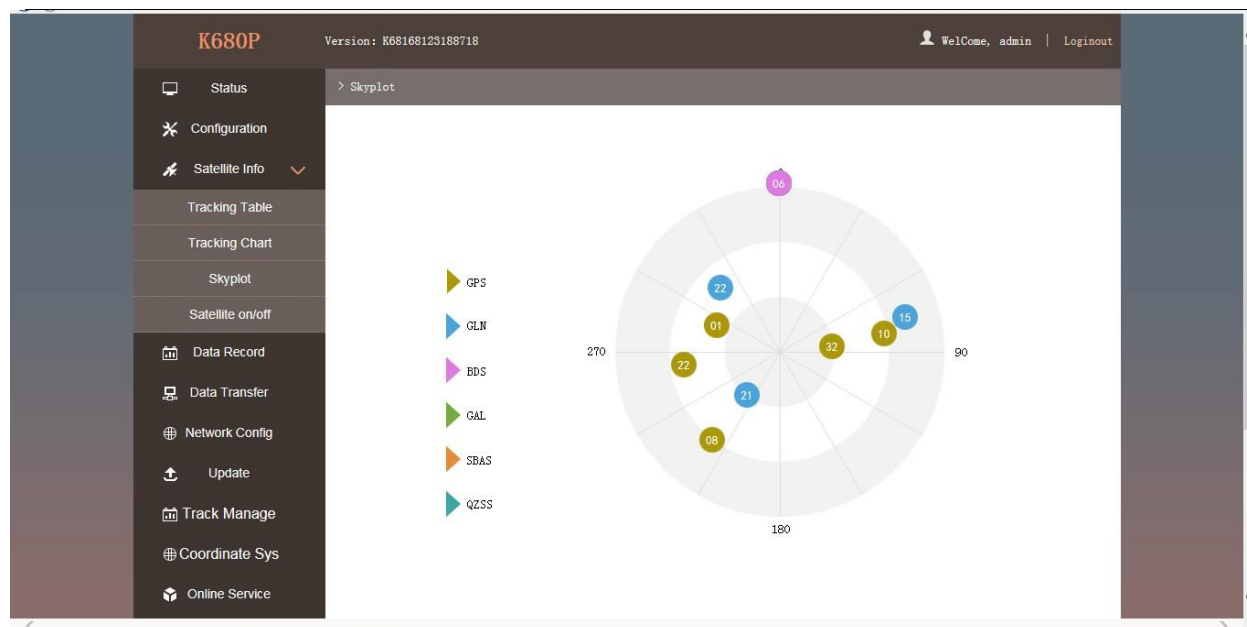 K680P
Version: K68168123188718
WelCome, admin | Loginout
Status
Configuration
Satellite Info
Tracking Table
Tracking Chart
Skyplot
Satellite on/off
Data Record
Data Transfer
Network Config
Update
Track Manage
Coordinate Sys
Online Service
> Skyplot
GPS
GLN
BDS
GAL
SBAS
QZSS
06
22
01
15
10
32
270
90
22
21
08
180